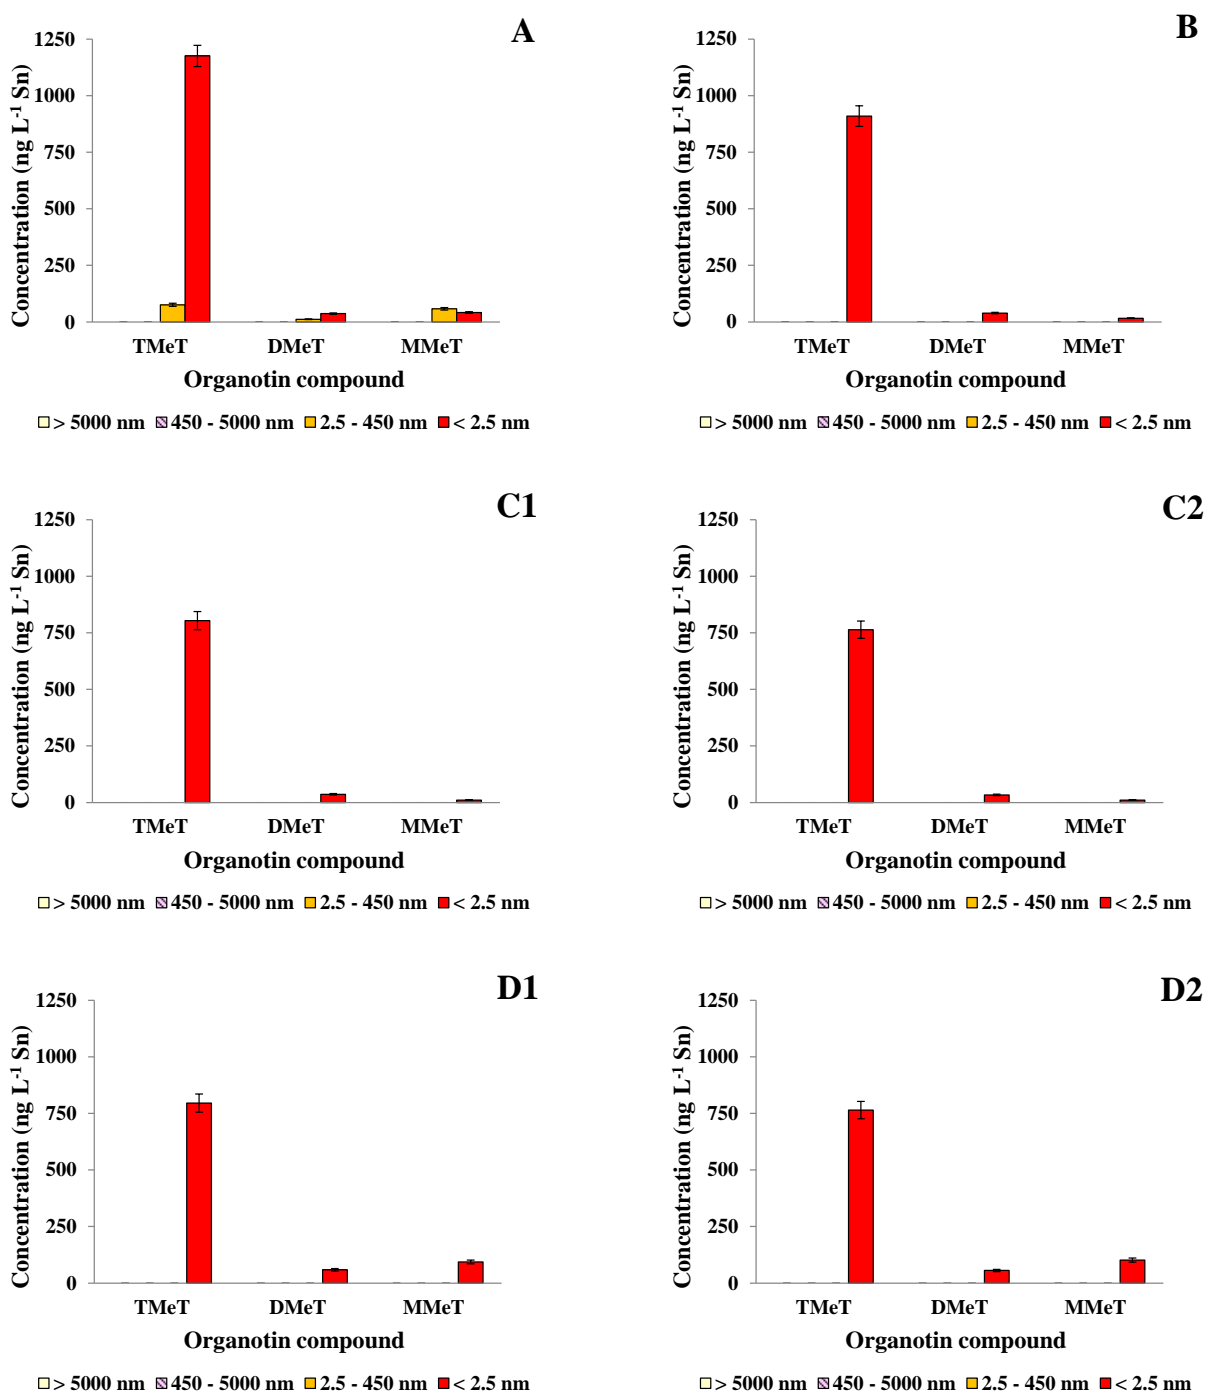 A
Concentration (ng L-1 Sn)
1250
1000
750
500
250
0
TMeT DMeT MMeT
Organotin compound
> 5000 nm 450 - 5000 nm 2.5 - 450 nm < 2.5 nm
B
Concentration (ng L-1 Sn)
1250
1000
750
500
250
0
TMeT DMeT MMeT
Organotin compound
> 5000 nm 450 - 5000 nm 2.5 - 450 nm < 2.5 nm
C1
Concentration (ng L-1 Sn)
1250
1000
750
500
250
0
TMeT DMeT MMeT
Organotin compound
> 5000 nm 450 - 5000 nm 2.5 - 450 nm < 2.5 nm
C2
Concentration (ng L-1 Sn)
1250
1000
750
500
250
0
TMeT DMeT MMeT
Organotin compound
> 5000 nm 450 - 5000 nm 2.5 - 450 nm < 2.5 nm
D1
Concentration (ng L-1 Sn)
1250
1000
750
500
250
0
TMeT DMeT MMeT
Organotin compound
> 5000 nm 450 - 5000 nm 2.5 - 450 nm < 2.5 nm
D2
Concentration (ng L-1 Sn)
1250
1000
750
500
250
0
TMeT DMeT MMeT
Organotin compound
> 5000 nm 450 - 5000 nm 2.5 - 450 nm < 2.5 nm